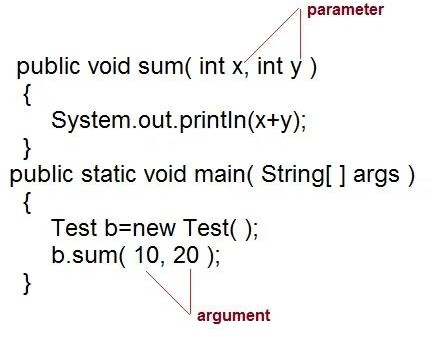 parameter
public void sum( int x, int y )
{
System.out.println(x+y);
}
public static void main( String[ ] args )
{
Test b=new Test( );
b.sum( 10, 20 );
}
argument